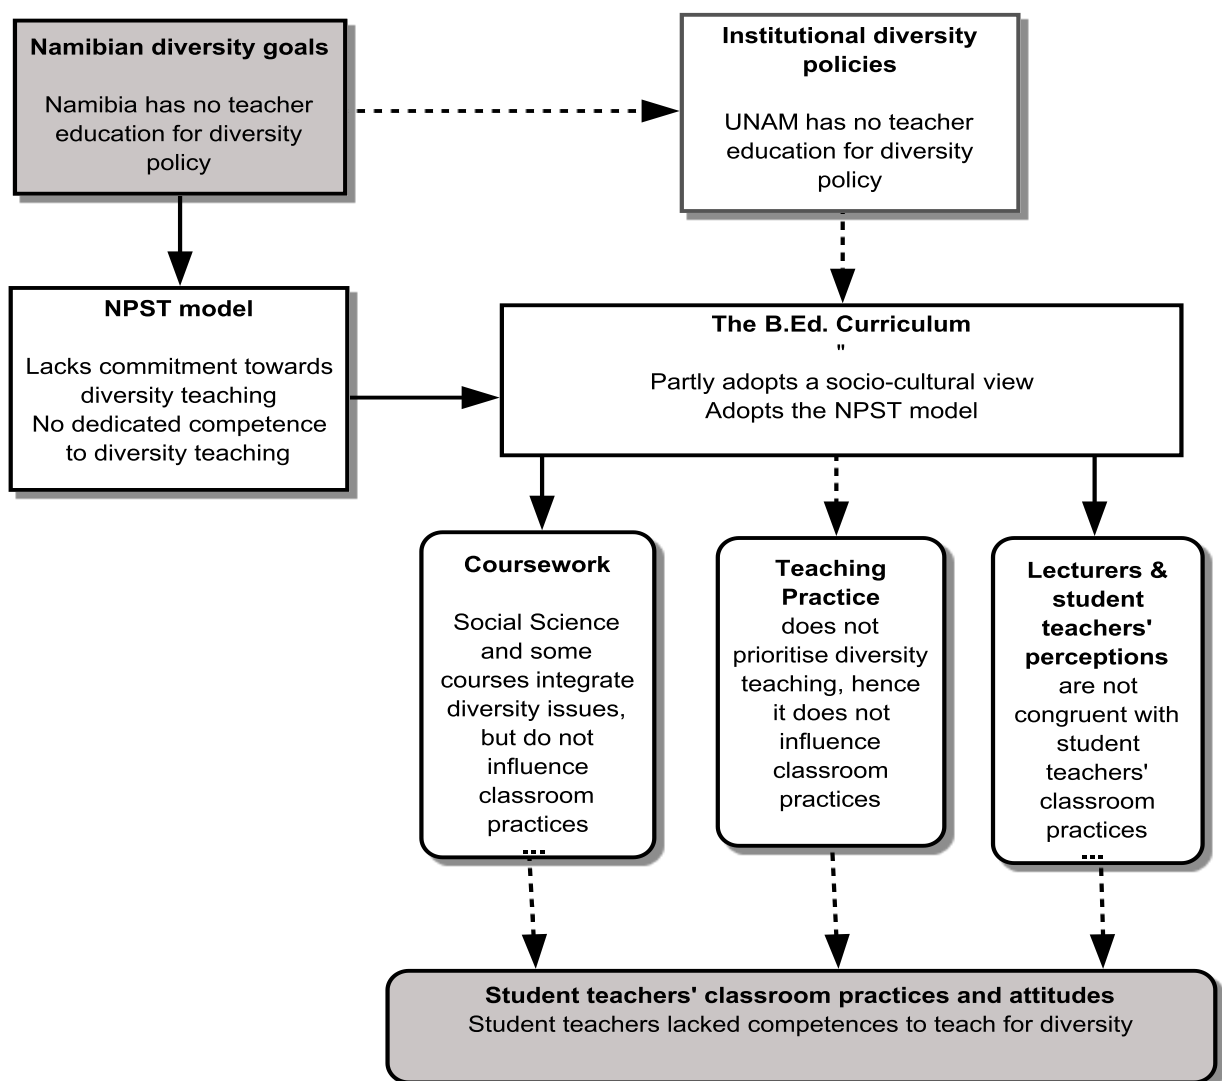 Namibian diversity goals
Namibia has no teacher
education for diversity
policy
Institutional diversity
policies
UNAM has no teacher
education for diversity
policy
NPST model
Lacks commitment towards
diversity teaching
No dedicated competence
to diversity teaching
The B.Ed. Curriculum
"
Partly adopts a socio-cultural view
Adopts the NPST model
Coursework
Social Science
and some
courses integrate
diversity issues,
but do not
influence
classroom
practices
Teaching
Practice
does not
prioritise diversity
teaching, hence
it does not
influence
classroom
practices
Lecturers &
student
teachers'
perceptions
are not
congruent with
student
teachers'
classroom
practices
Student teachers' classroom practices and attitudes
Student teachers lacked competences to teach for diversity